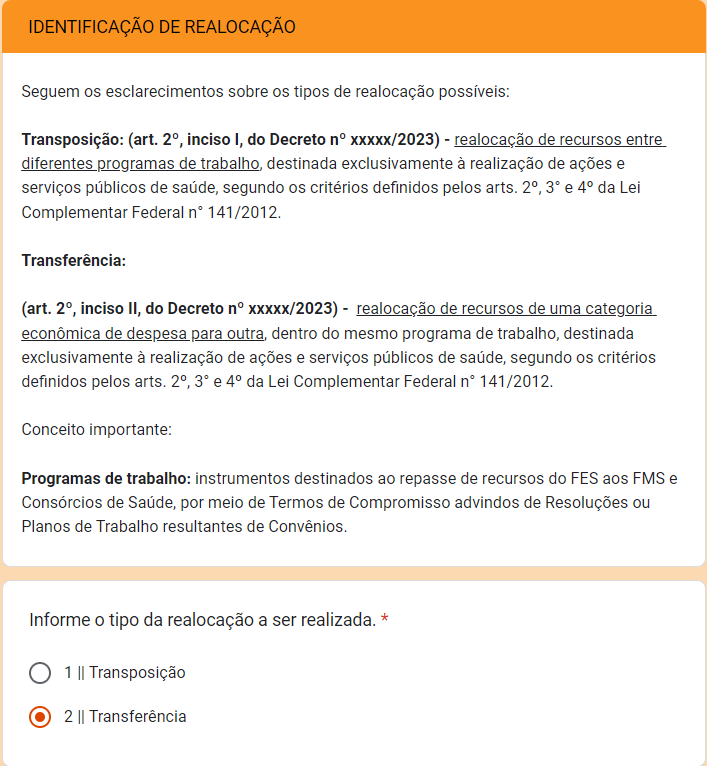 IDENTIFICAÇÃO DE REALOCAÇÃO
Seguem os esclarecimentos sobre os tipos de realocação possíveis:
Transposição: (art. 2º, inciso I, do Decreto nº xxxxx/2023) - realocação de recursos entre
diferentes programas de trabalho, destinada exclusivamente à realização de ações e
serviços públicos de saúde, segundo os critérios definidos pelos arts. 2º, 3° e 4º da Lei
Complementar Federal n° 141/2012.
Transferência:
(art. 2º, inciso II, do Decreto nº xxxxx/2023) - realocação de recursos de uma categoria
econômica de despesa para outra, dentro do mesmo programa de trabalho, destinada
exclusivamente à realização de ações e serviços públicos de saúde, segundo os critérios
definidos pelos arts. 2º, 3° e 4º da Lei Complementar Federal n° 141/2012.
Conceito importante:
Programas de trabalho: instrumentos destinados ao repasse de recursos do FES aos FMS e
Consórcios de Saúde, por meio de Termos de Compromisso advindos de Resoluções ou
Planos de Trabalho resultantes de Convênios.
Informe o tipo da realocação a ser realizada. *
1 || Transposição
2 || Transferência